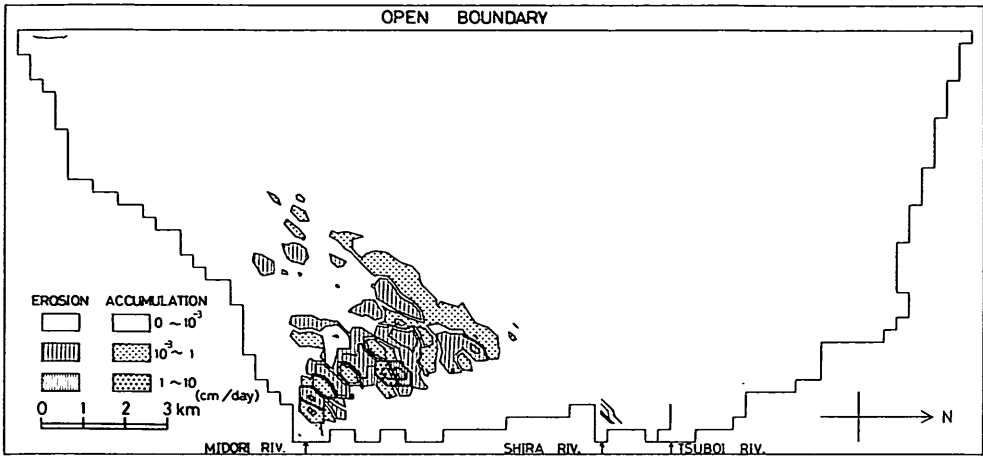 OPEN BOUNDARY
EROSION ACCUMULATION
0 ~ 10⁻³
10⁻³ ~ 1
1 ~ 10
(cm/day)
0 1 2 3 km
N
MIDORI RIV.
SHIRA RIV.
TSUBOI RIV.